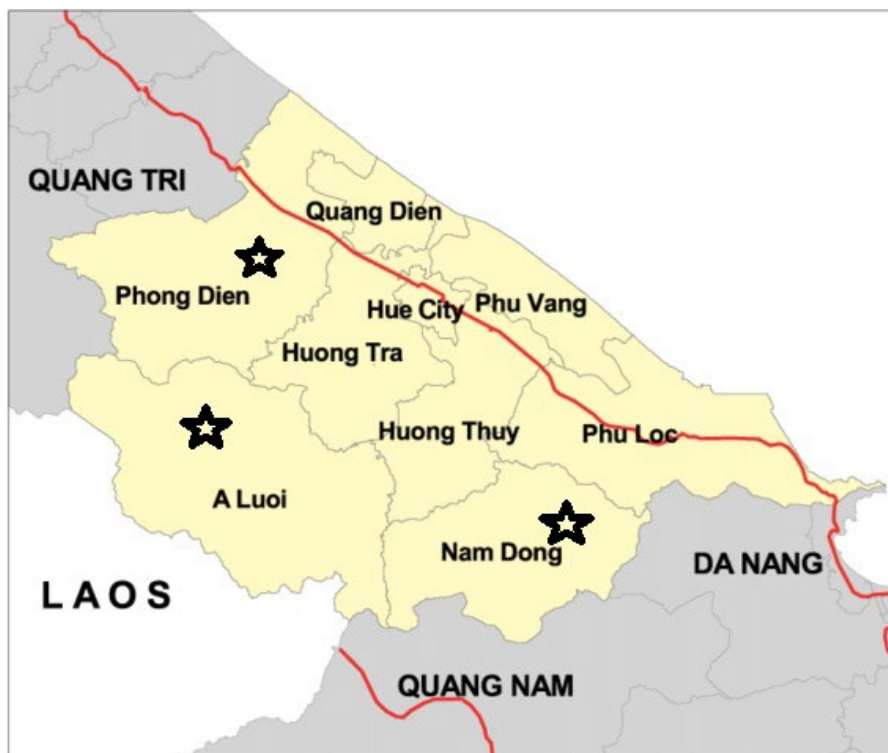 QUANG TRI
Quang Dien
Phong Dien
Hue City
Phu Vang
Huong Tra
Huong Thuy
Phu Loc
A Luoi
Nam Dong
DA NANG
LAOS
QUANG NAM